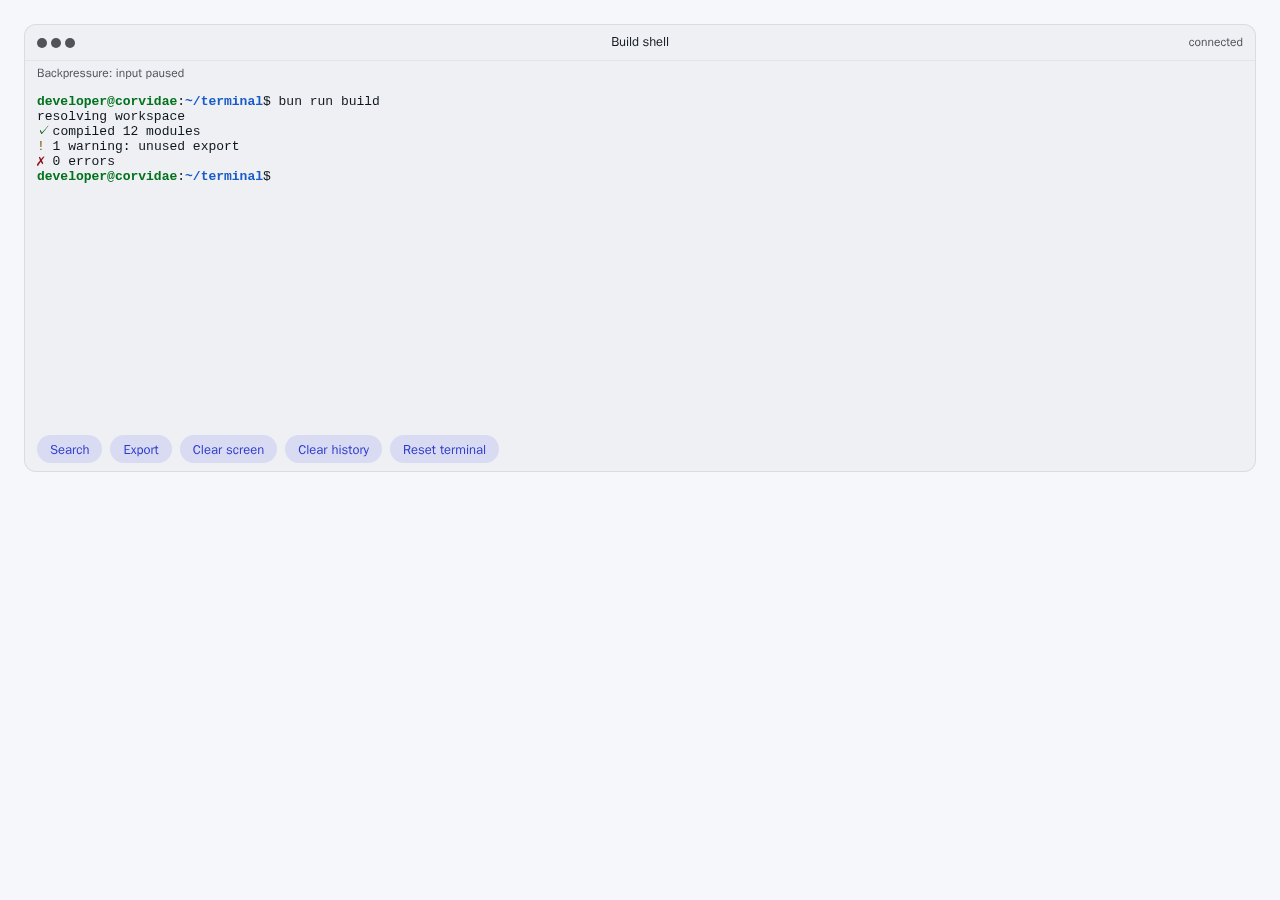 Build shell
connected
Backpressure: input paused
developer@corvidae:~/terminal$ bun run build
resolving workspace
✓ compiled 12 modules
! 1 warning: unused export
✗ 0 errors
developer@corvidae:~/terminal$
Search
Export
Clear screen
Clear history
Reset terminal